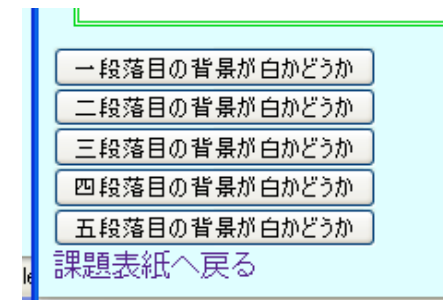 一段落目の背景が白かどうか
二段落目の背景が白かどうか
三段落目の背景が白かどうか
四段落目の背景が白かどうか
五段落目の背景が白かどうか
課題表紙へ戻る